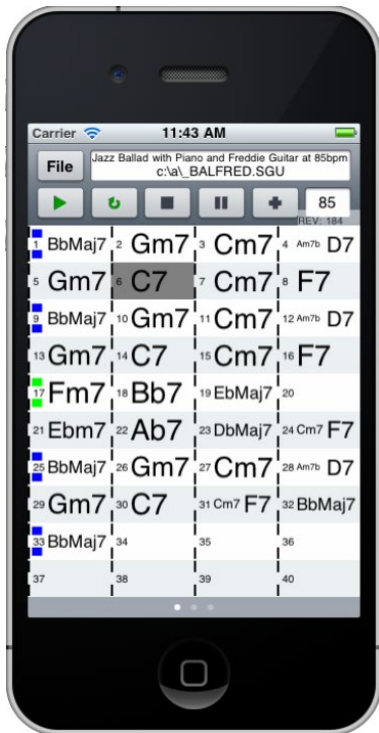 Carrier 11:43 AM
File Jazz Ballad with Piano and Freddie Guitar at 85bpm
c:\a\_BALFRED.SGU
85
REV: 184
1 BbMaj7 2 Gm7 3 Cm7 4 Am7b D7
5 Gm7 6 C7 7 Cm7 8 F7
9 BbMaj7 10 Gm7 11 Cm7 12 Am7b D7
13 Gm7 14 C7 15 Cm7 16 F7
17 Fm7 18 Bb7 19 EbMaj7 20
21 Ebm7 22 Ab7 23 DbMaj7 24 Cm7 F7
25 BbMaj7 26 Gm7 27 Cm7 28 Am7b D7
29 Gm7 30 C7 31 Cm7 F7 32 BbMaj7
33 BbMaj7 34 35 36
37 38 39 40